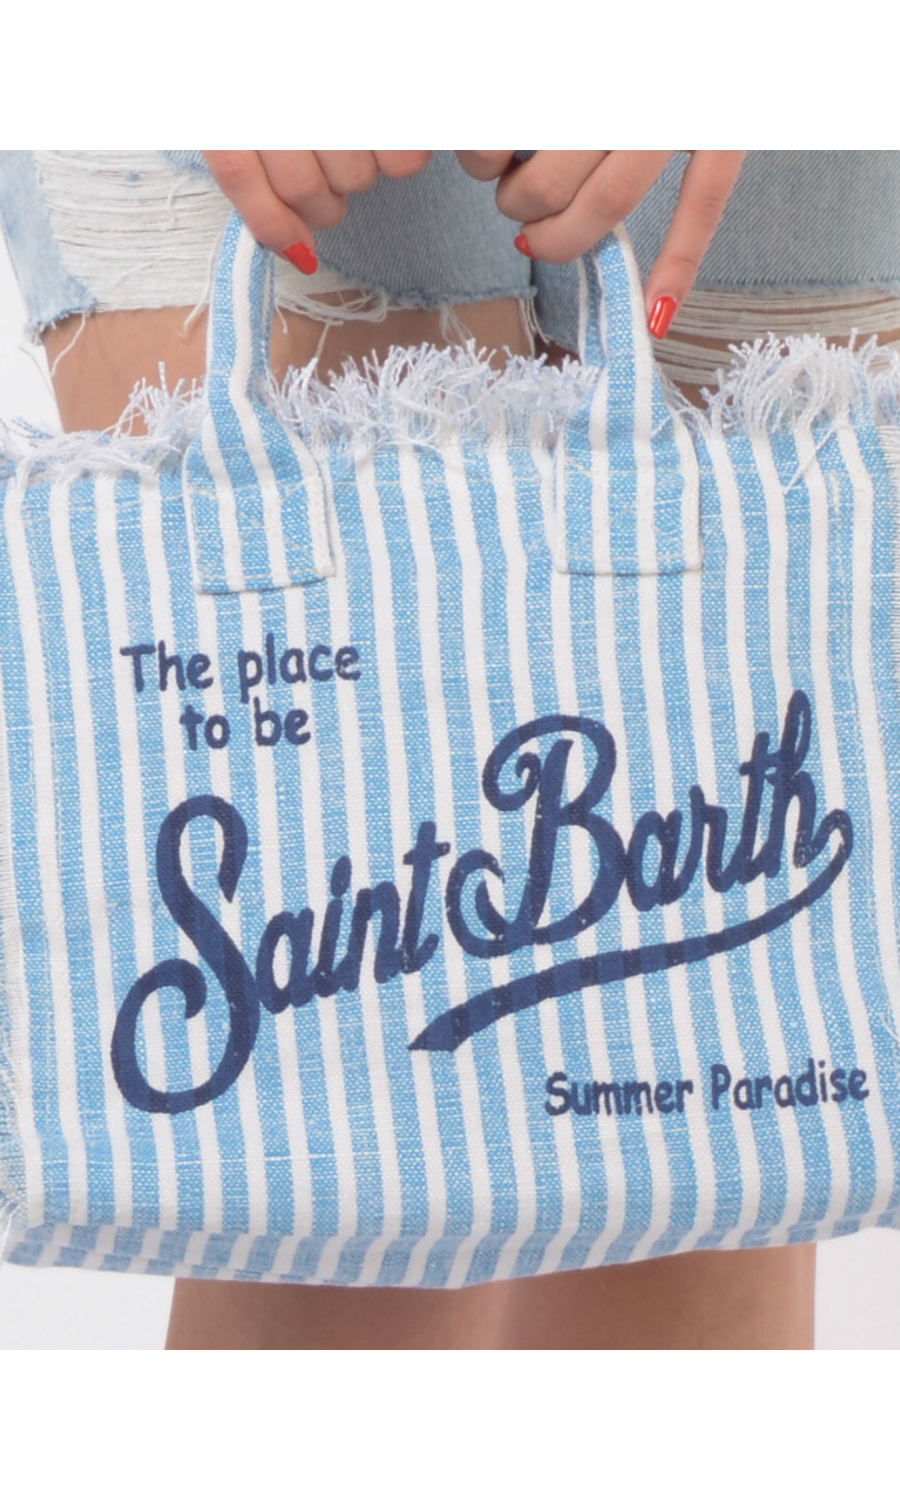 The place
to be
Saint Barth
Summer Paradise